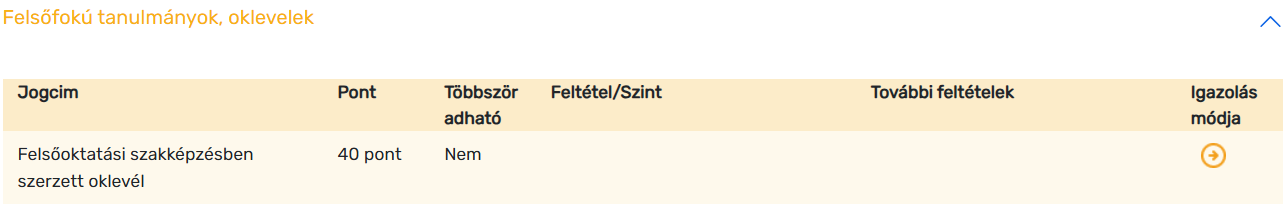 Felsőfokú tanulmányok, oklevelek
Jogcim Pont Többször adható Feltétel/Szint További feltételek Igazolás módja
Felsőoktatási szakképzésben szerzett oklevél 40 pont Nem